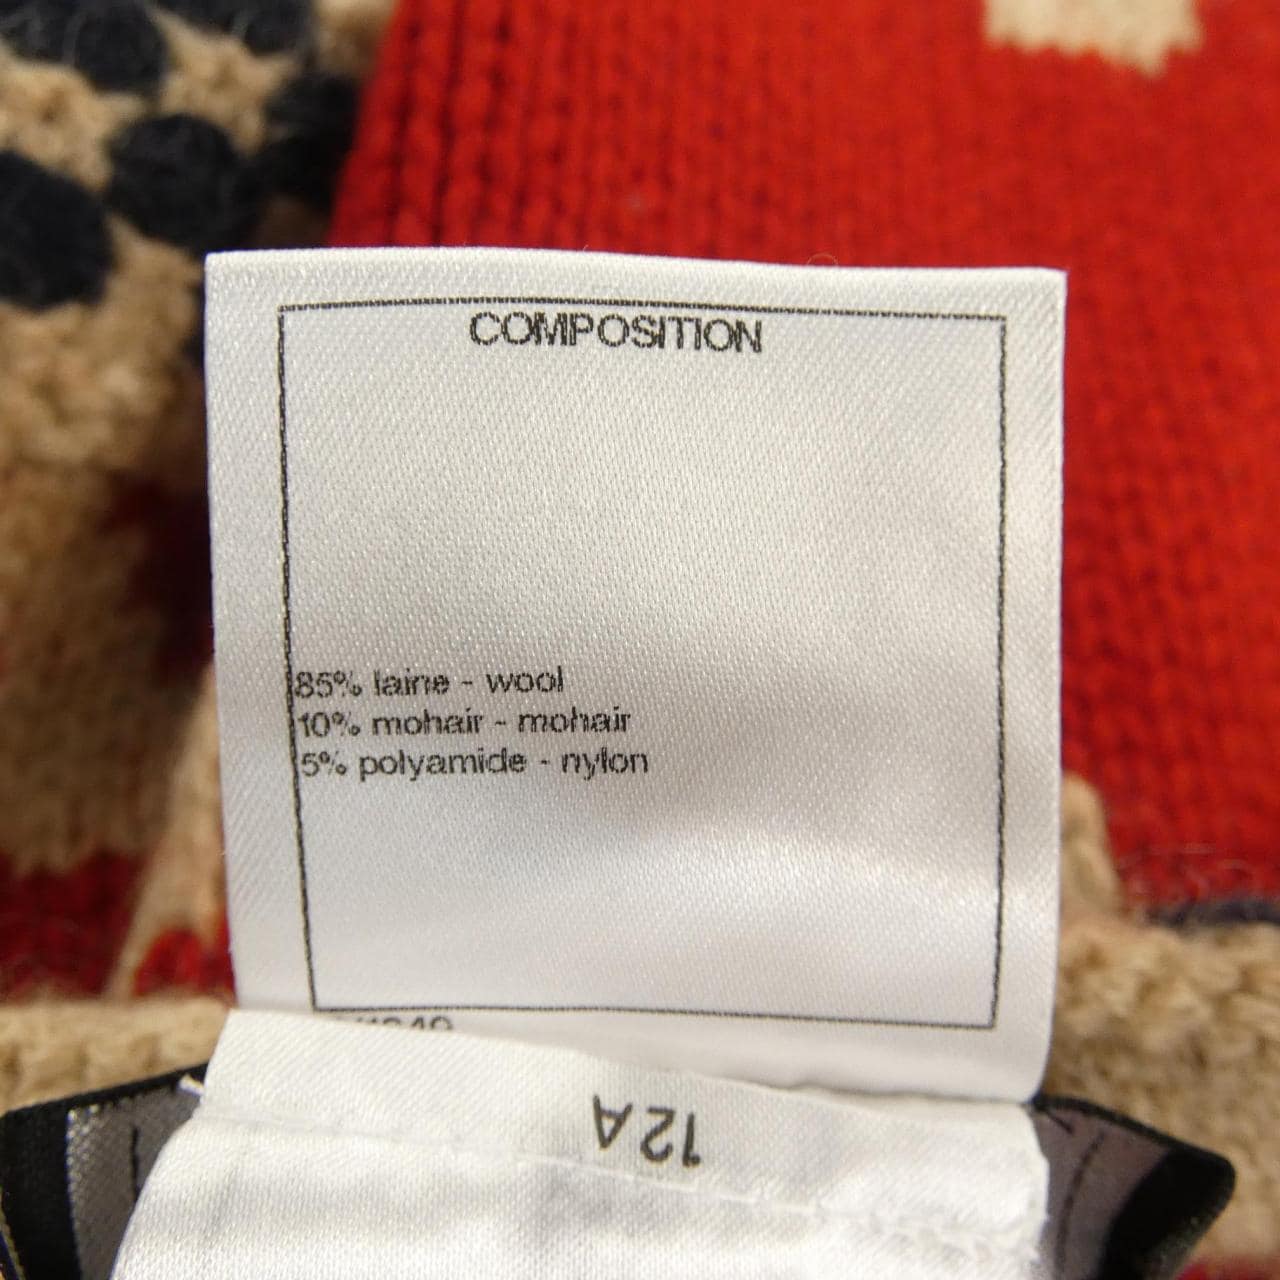 COMPOSITION
85% laine - wool
10% mohair - mohair
5% polyamide - nylon
12A